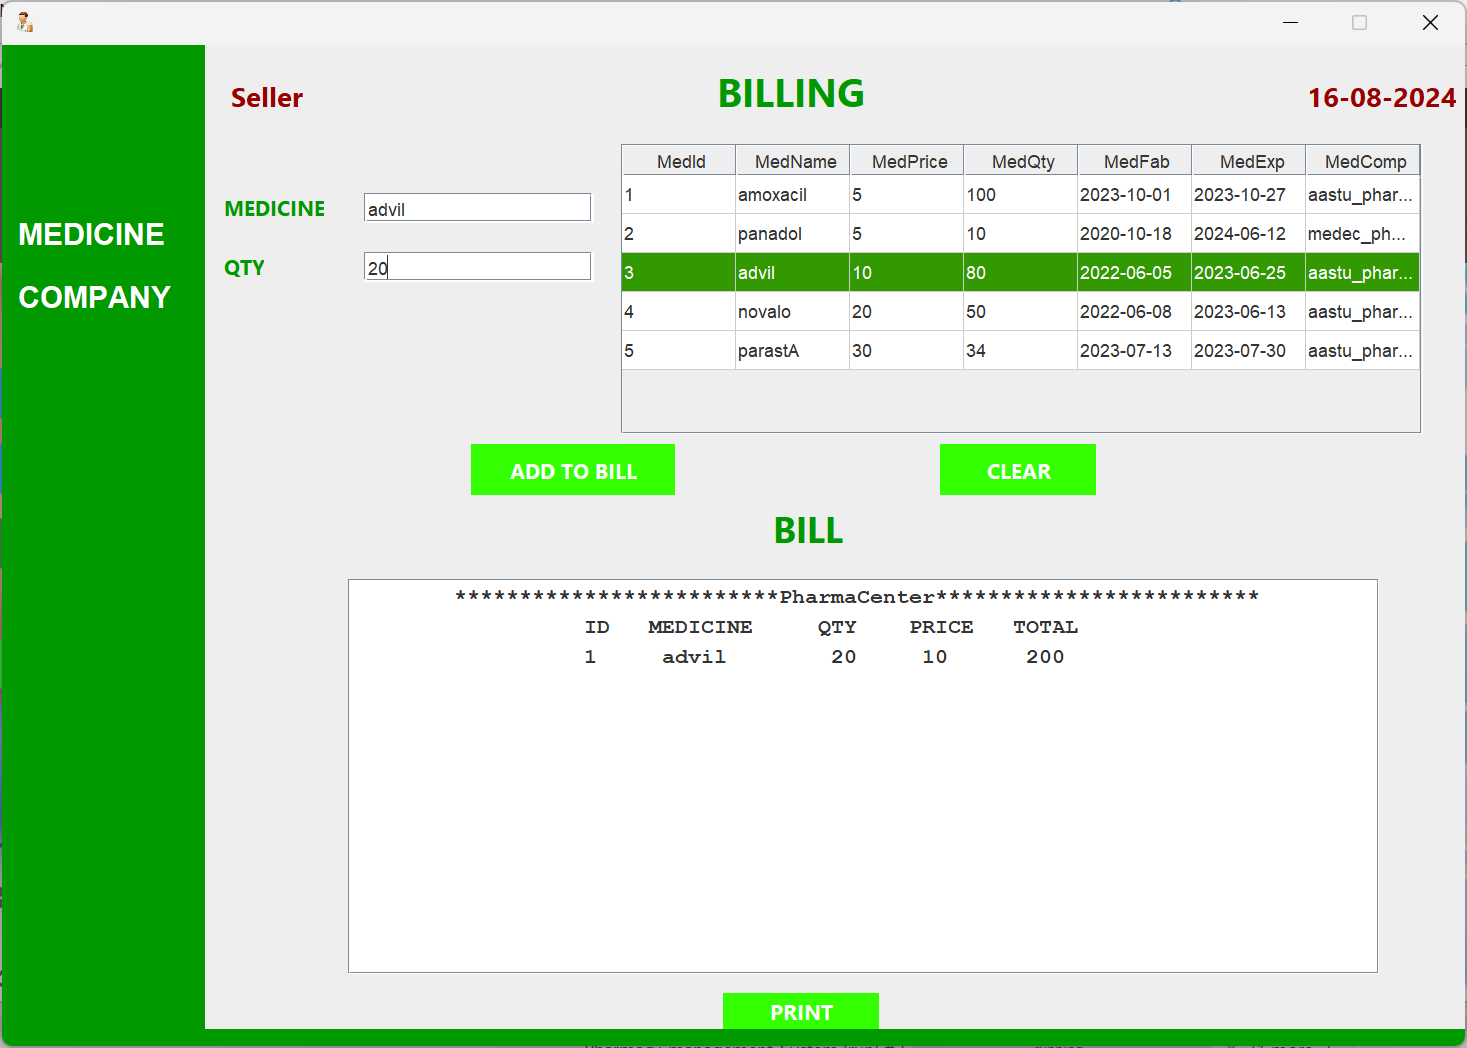 Seller BILLING 16-08-2024
MEDICINE
COMPANY
MEDICINE advil
QTY 20
MedId MedName MedPrice MedQty MedFab MedExp MedComp
1 amoxacil 5 100 2023-10-01 2023-10-27 aastu_phar...
2 panadol 5 10 2020-10-18 2024-06-12 medec_ph...
3 advil 10 80 2022-06-05 2023-06-25 aastu_phar...
4 novalo 20 50 2022-06-08 2023-06-13 aastu_phar...
5 parastA 30 34 2023-07-13 2023-07-30 aastu_phar...
ADD TO BILL CLEAR
BILL
*************************PharmaCenter*************************
ID MEDICINE QTY PRICE TOTAL
1 advil 20 10 200
PRINT